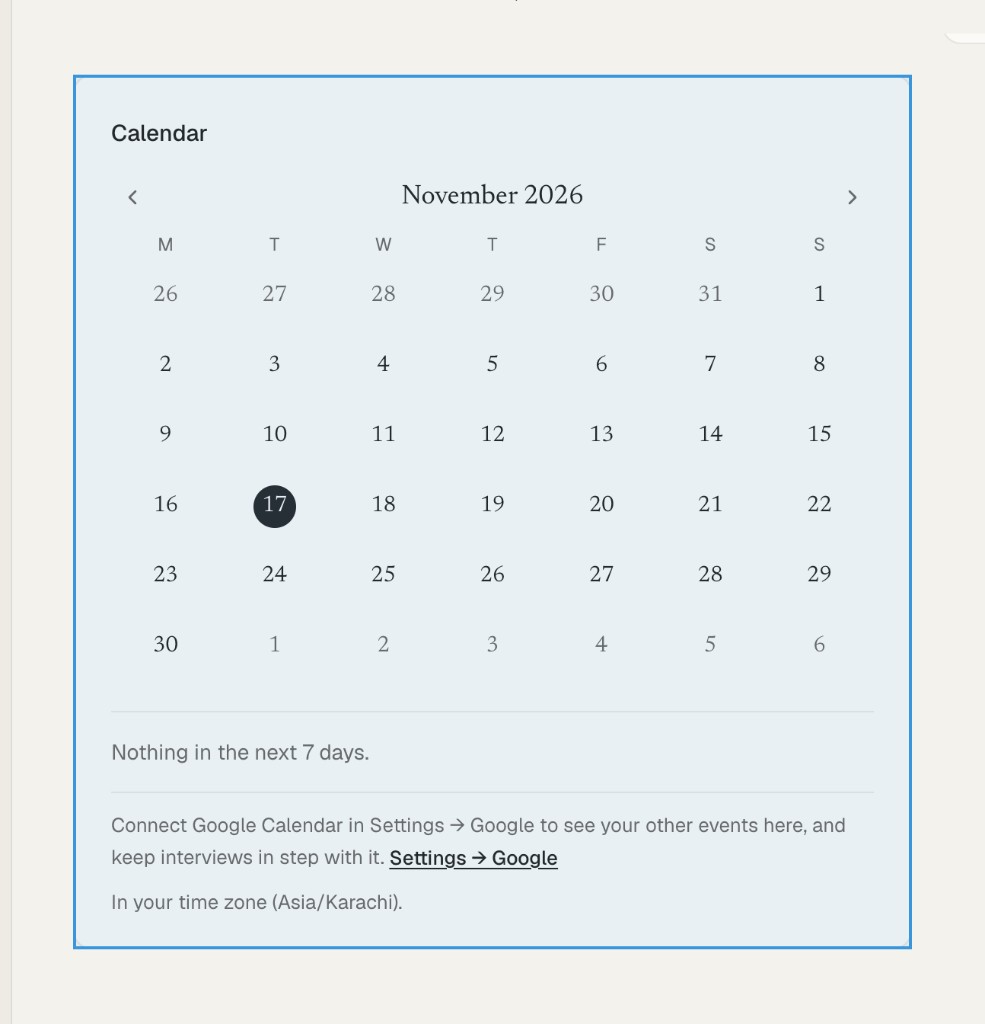 Calendar
November 2026
M T W T F S S
26 27 28 29 30 31 1
2 3 4 5 6 7 8
9 10 11 12 13 14 15
16 17 18 19 20 21 22
23 24 25 26 27 28 29
30 1 2 3 4 5 6
Nothing in the next 7 days.
Connect Google Calendar in Settings → Google to see your other events here, and
keep interviews in step with it. Settings → Google
In your time zone (Asia/Karachi).